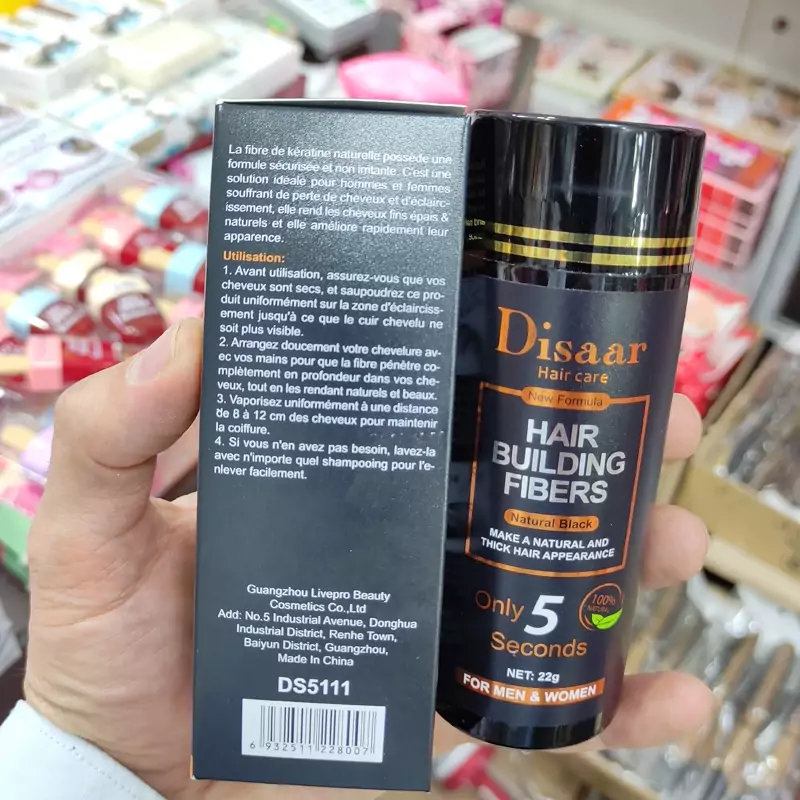 La fibre de kératine naturelle possède une
formule sécurisée et non irritante. C'est une
solution idéale pour hommes et femmes
souffrant de perte de cheveux et d'éclairc-
issement, elle rend les cheveux fins épais &
naturels et elle améliore rapidement leur
apparence.
Utilisation:
1. Avant utilisation, assurez-vous que vos
cheveux sont secs, et saupoudrez ce pro-
duit uniformément sur la zone d'éclairciss-
ement jusqu'à ce que le cuir chevelu ne
soit plus visible.
2. Arrangez doucement votre chevelure av-
ec vos mains pour que la fibre pénètre co-
mplètement en profondeur dans vos che-
veux, tout en les rendant naturels et beaux.
3. Vaporisez uniformément à une distance
de 8 à 12 cm des cheveux pour maintenir
la coiffure.
4. Si vous n'en avez pas besoin, lavez-la
avec n'importe quel shampooing pour l'e-
nlever facilement.
Guangzhou Livepro Beauty
Cosmetics Co.,Ltd
Add: No.5 Industrial Avenue, Donghua
Industrial District, Renhe Town,
Baiyun District, Guangzhou,
Made In China
DS5111
6 932511 228007
Disaar
Hair care
New Formula
HAIR
BUILDING
FIBERS
Natural Black
MAKE A NATURAL AND
THICK HAIR APPEARANCE
Only 5
Seconds
100%
NATURAL
NET: 22g
FOR MEN & WOMEN